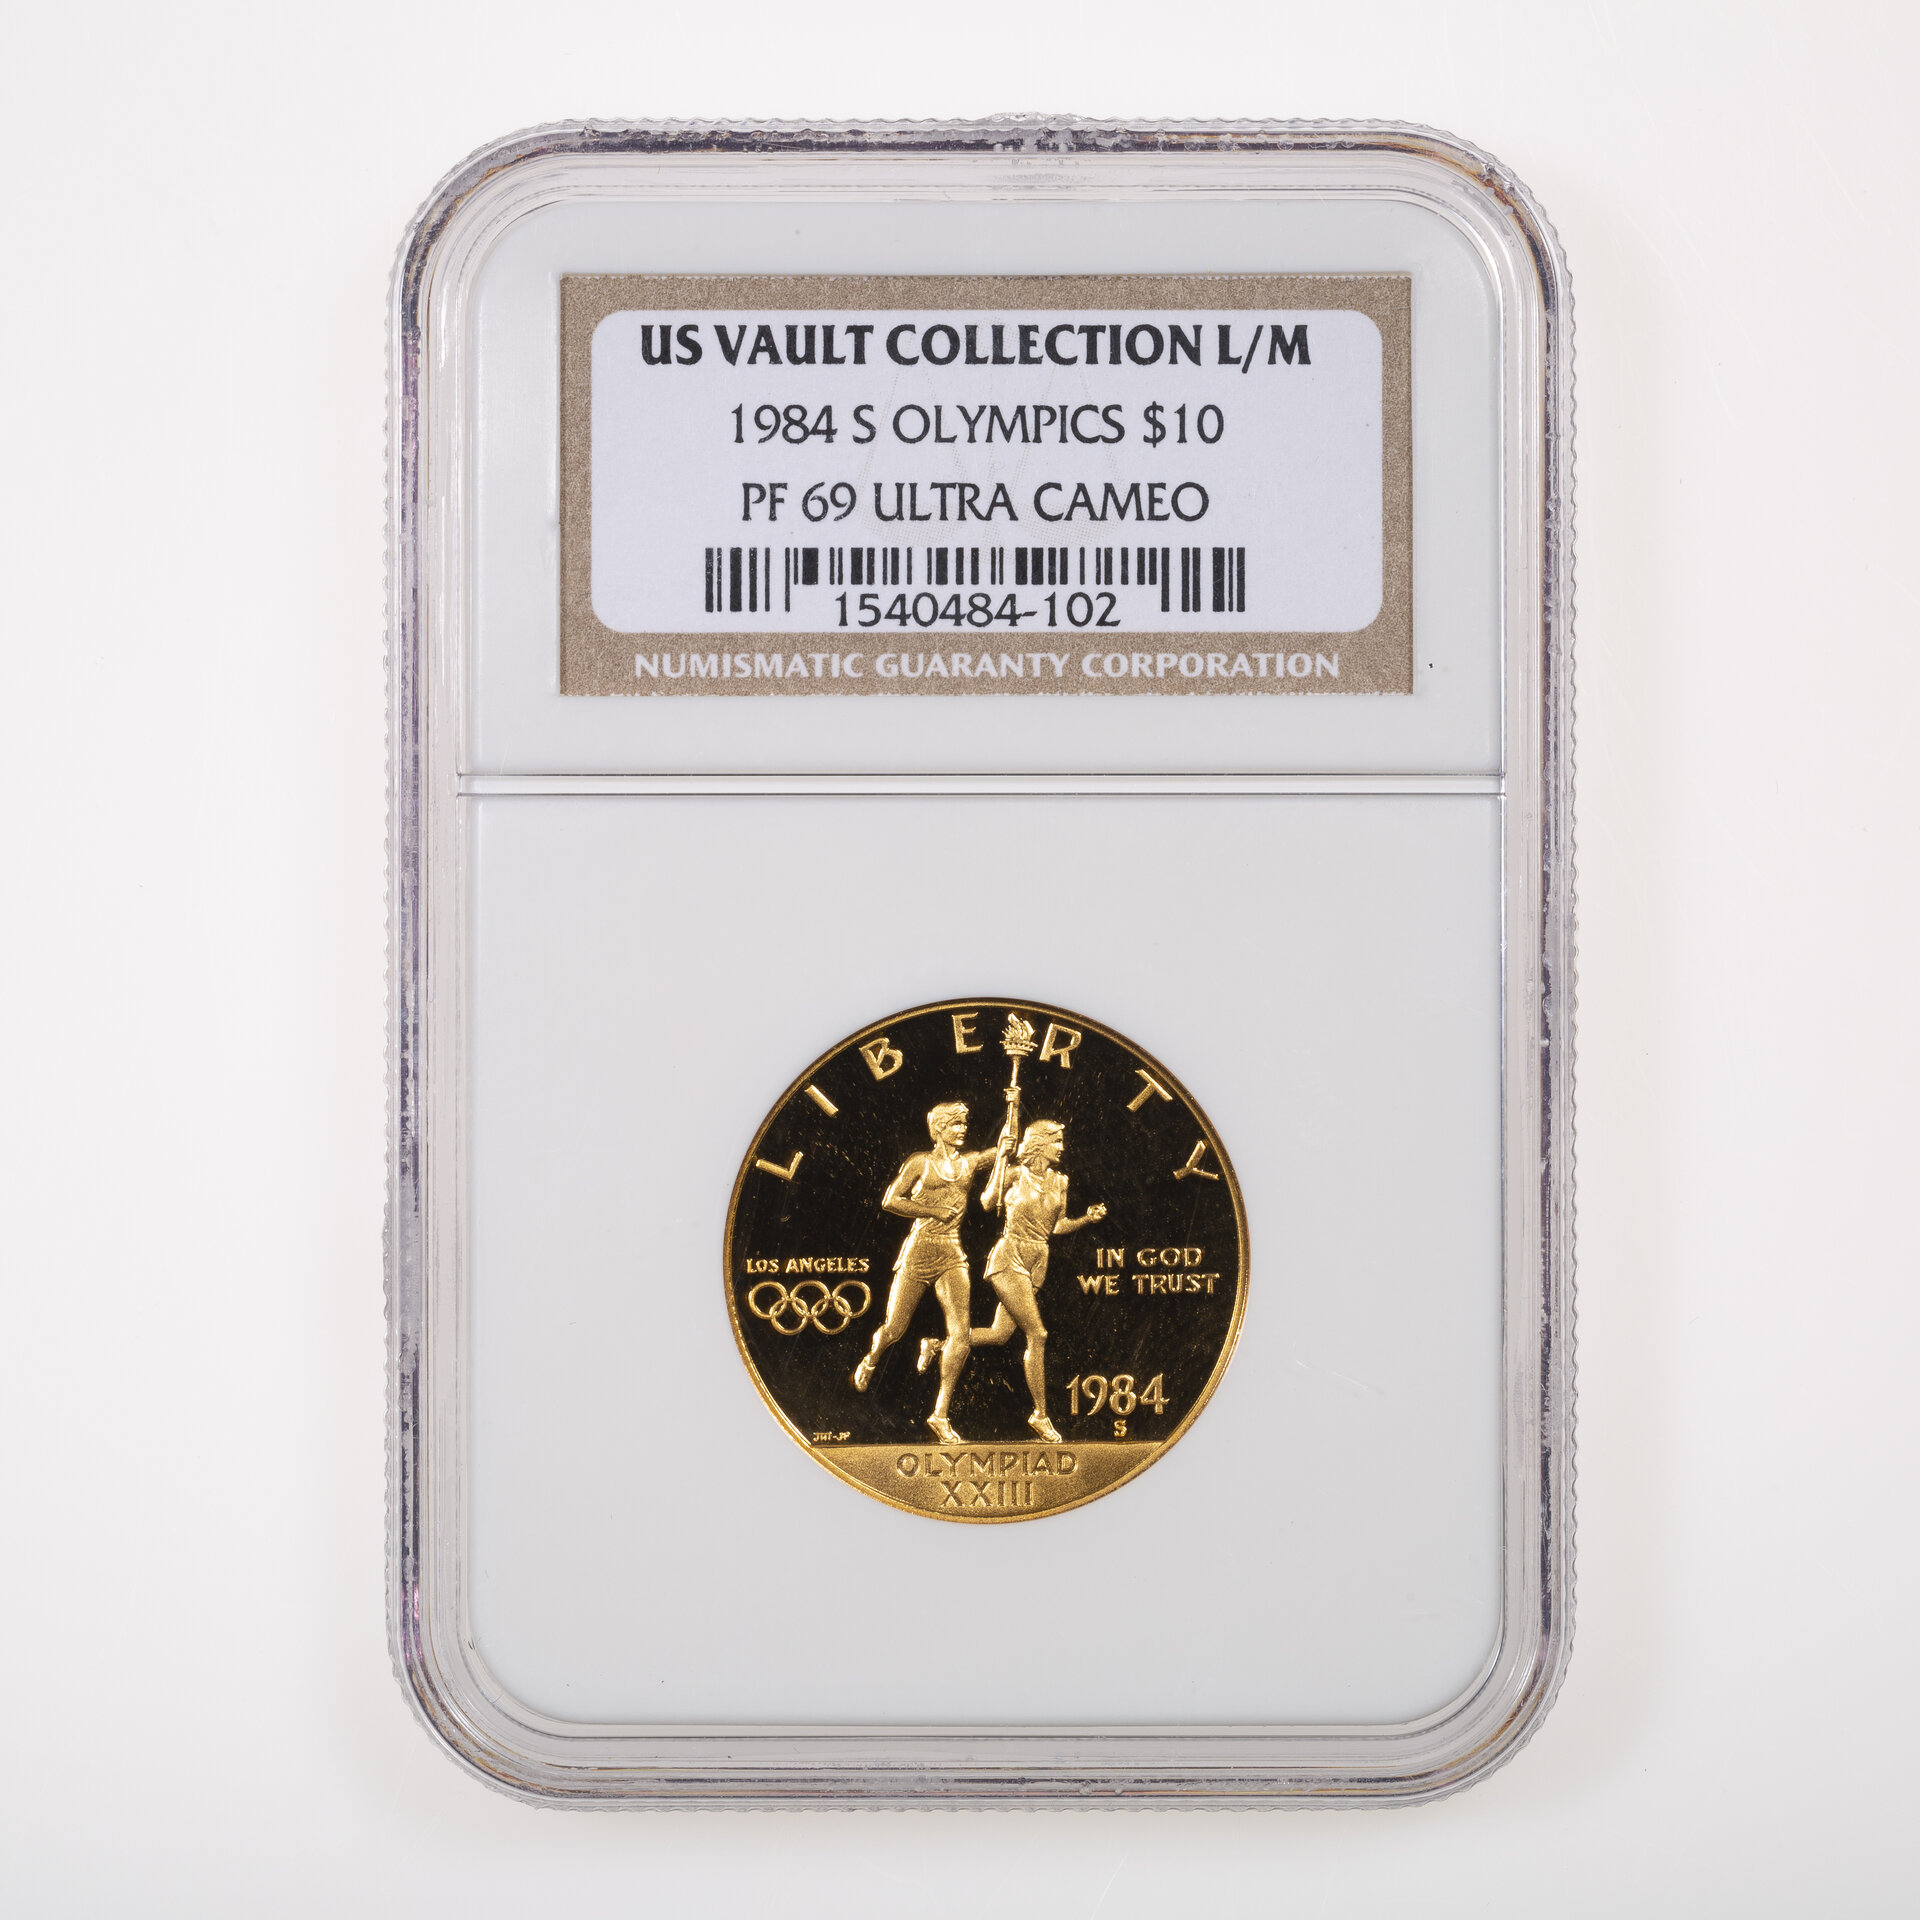 US VAULT COLLECTION L/M
1984 S OLYMPICS $10
PF 69 ULTRA CAMEO
1540484-102
NUMISMATIC GUARANTY CORPORATION
LIBERTY
LOS ANGELES
IN GOD
WE TRUST
1984
S
OLYMPIAD
XXIII